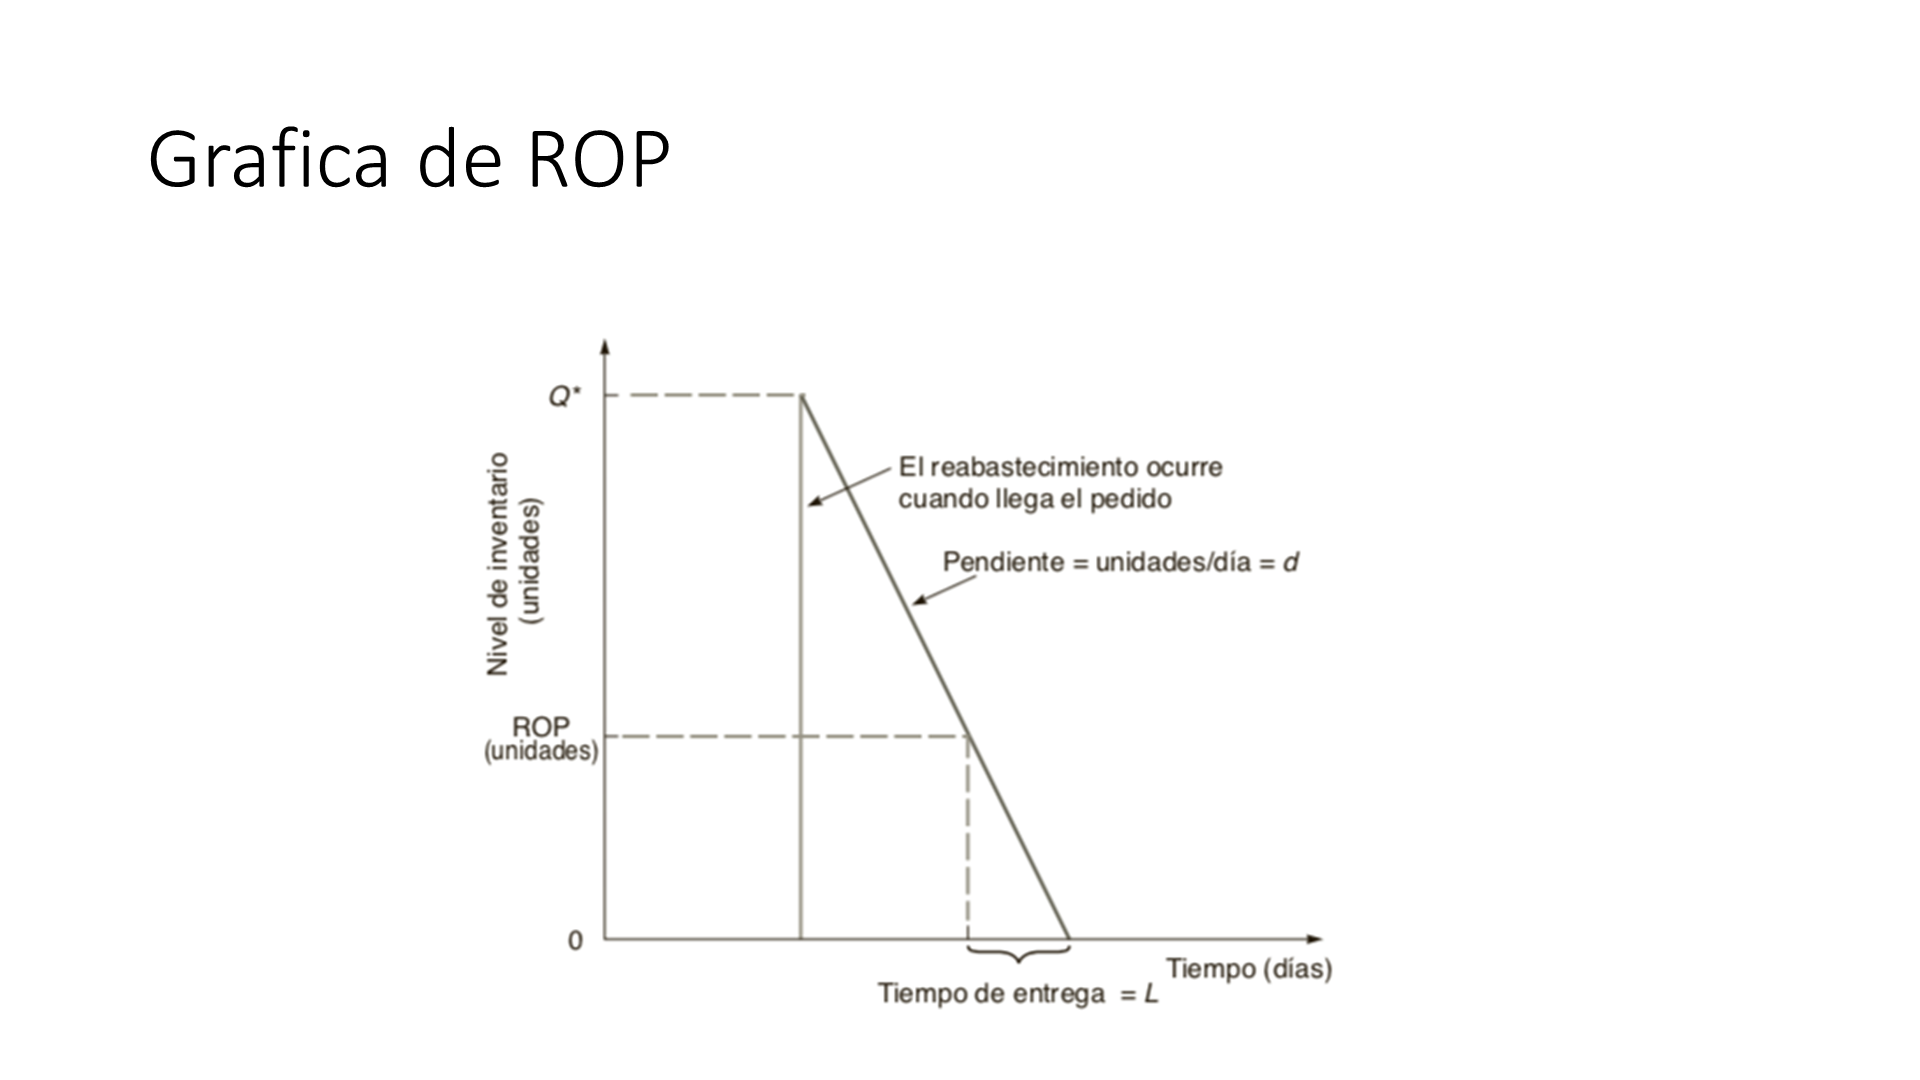 Grafica de ROP
Q*
El reabastecimiento ocurre
cuando llega el pedido
Nivel de inventario
(unidades)
Pendiente = unidades/día = d
ROP
(unidades)
0
Tiempo (días)
Tiempo de entrega = L